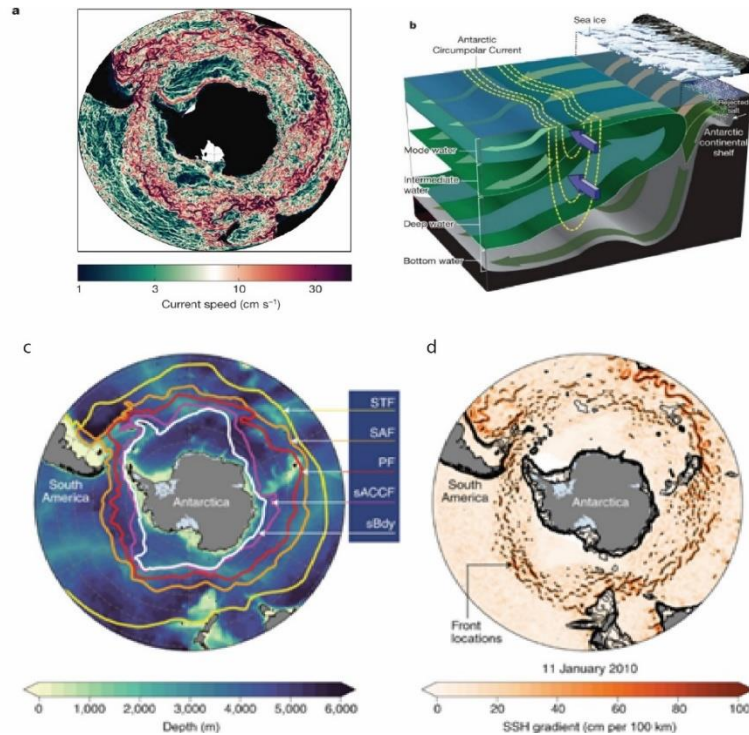 a
1
3
10
30
Current speed (cm s⁻¹)
b
Sea ice
Antarctic
Circumpolar Current
Rejected
salt
Antarctic
continental
shelf
Mode water
Intermediate
water
Deep water
Bottom water
c
STF
SAF
PF
sACCF
sBdy
South
America
Antarctica
0
1,000
2,000
3,000
4,000
5,000
6,000
Depth (m)
d
South
America
Antarctica
Front
locations
11 January 2010
0
20
40
60
80
100
SSH gradient (cm per 100 km)